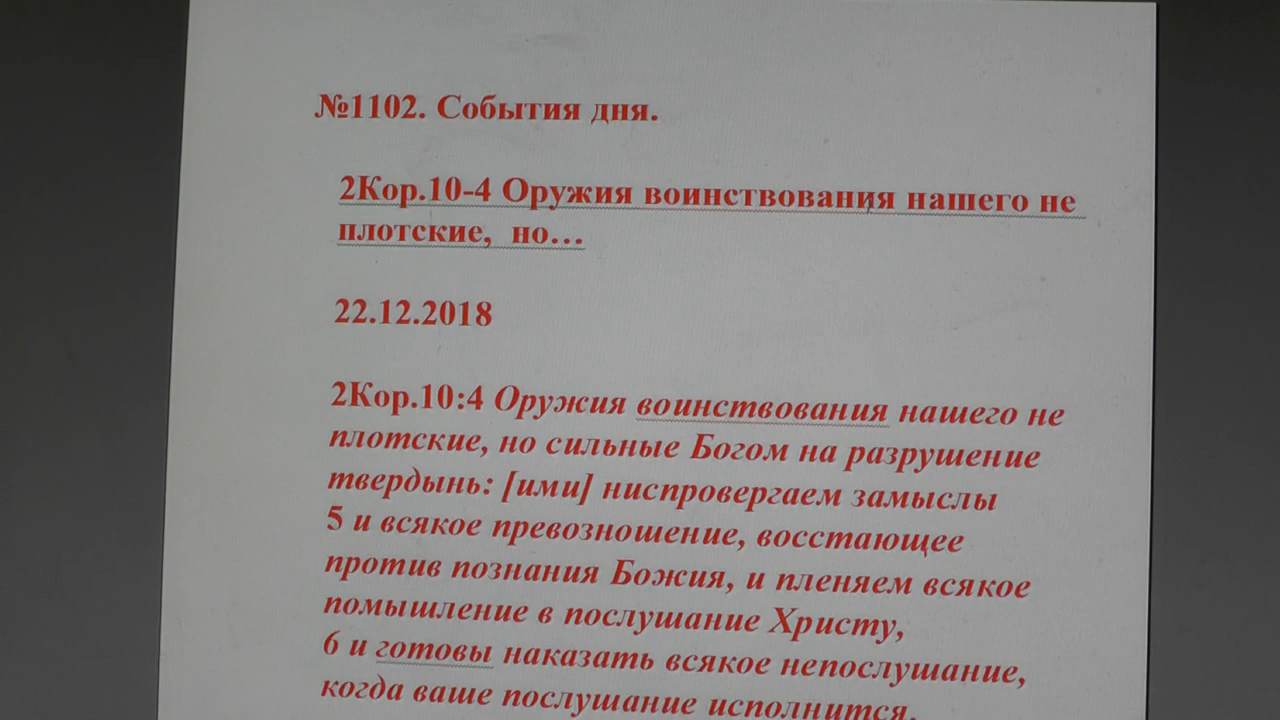 №1102. События дня.
2Кор.10-4 Оружия воинствования нашего не
плотские, но…
22.12.2018
2Кор.10:4 Оружия воинствования нашего не
плотские, но сильные Богом на разрушение
твердынь: [ими] ниспровергаем замыслы
5 и всякое превозношение, восстающее
против познания Божия, и пленяем всякое
помышление в послушание Христу,
6 и готовы наказать всякое непослушание,
когда ваше послушание исполнится.